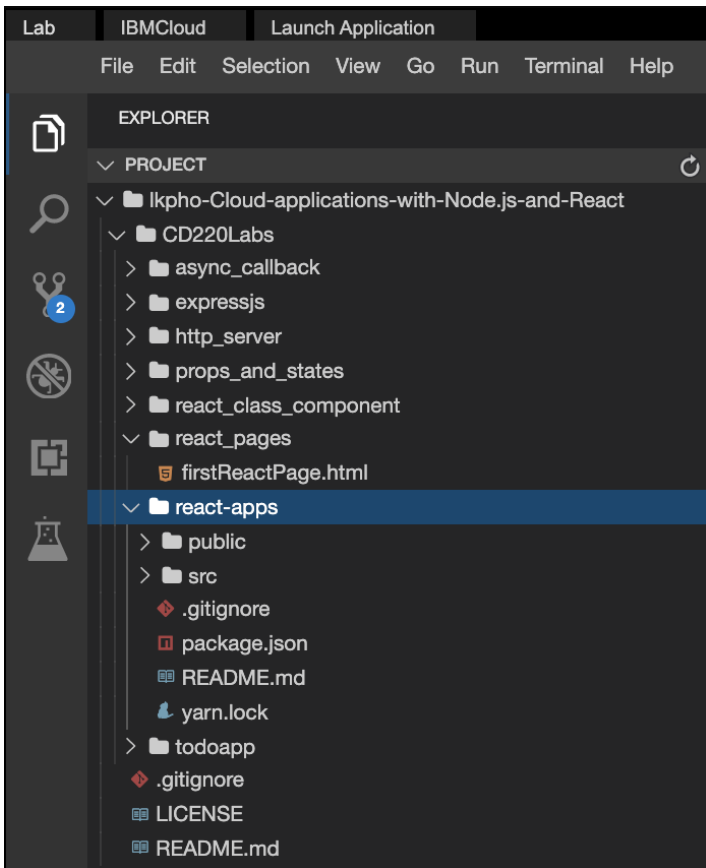 Lab IBMCloud Launch Application
File Edit Selection View Go Run Terminal Help
EXPLORER
PROJECT
lkpho-Cloud-applications-with-Node.js-and-React
CD220Labs
async_callback
expressjs
http_server
2
props_and_states
react_class_component
react_pages
firstReactPage.html
react-apps
public
src
.gitignore
package.json
README.md
yarn.lock
todoapp
.gitignore
LICENSE
README.md